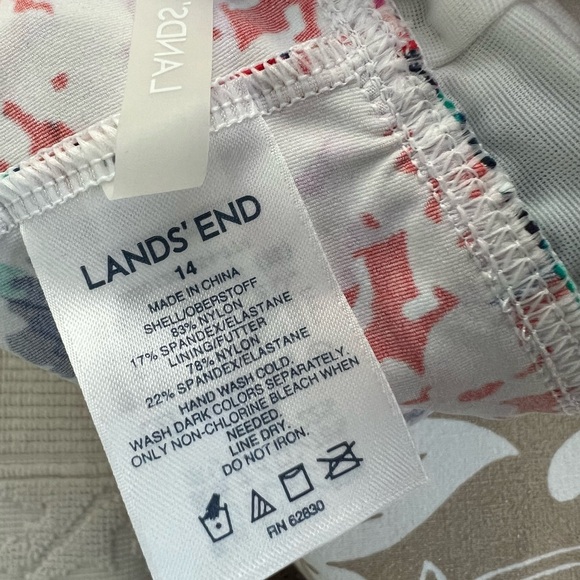 LANDS'
LANDS' END
14
MADE IN CHINA
SHELL/OBERSTOFF
83% NYLON
17% SPANDEX/ELASTANE
LINING/FUTTER
78% NYLON
22% SPANDEX/ELASTANE
HAND WASH COLD.
WASH DARK COLORS SEPARATELY.
ONLY NON-CHLORINE BLEACH WHEN
NEEDED.
LINE DRY.
DO NOT IRON.
RN 62830